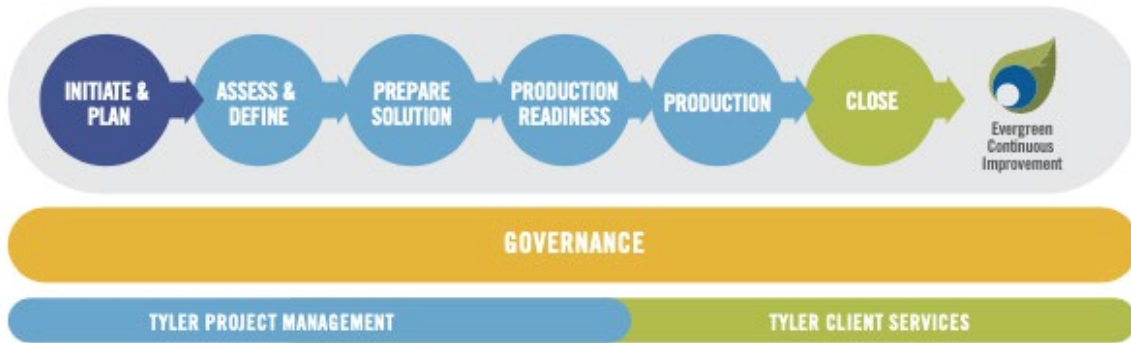 INITIATE &
PLAN
ASSESS &
DEFINE
PREPARE
SOLUTION
PRODUCTION
READINESS
PRODUCTION
CLOSE
Evergreen
Continuous
Improvement
GOVERNANCE
TYLER PROJECT MANAGEMENT
TYLER CLIENT SERVICES